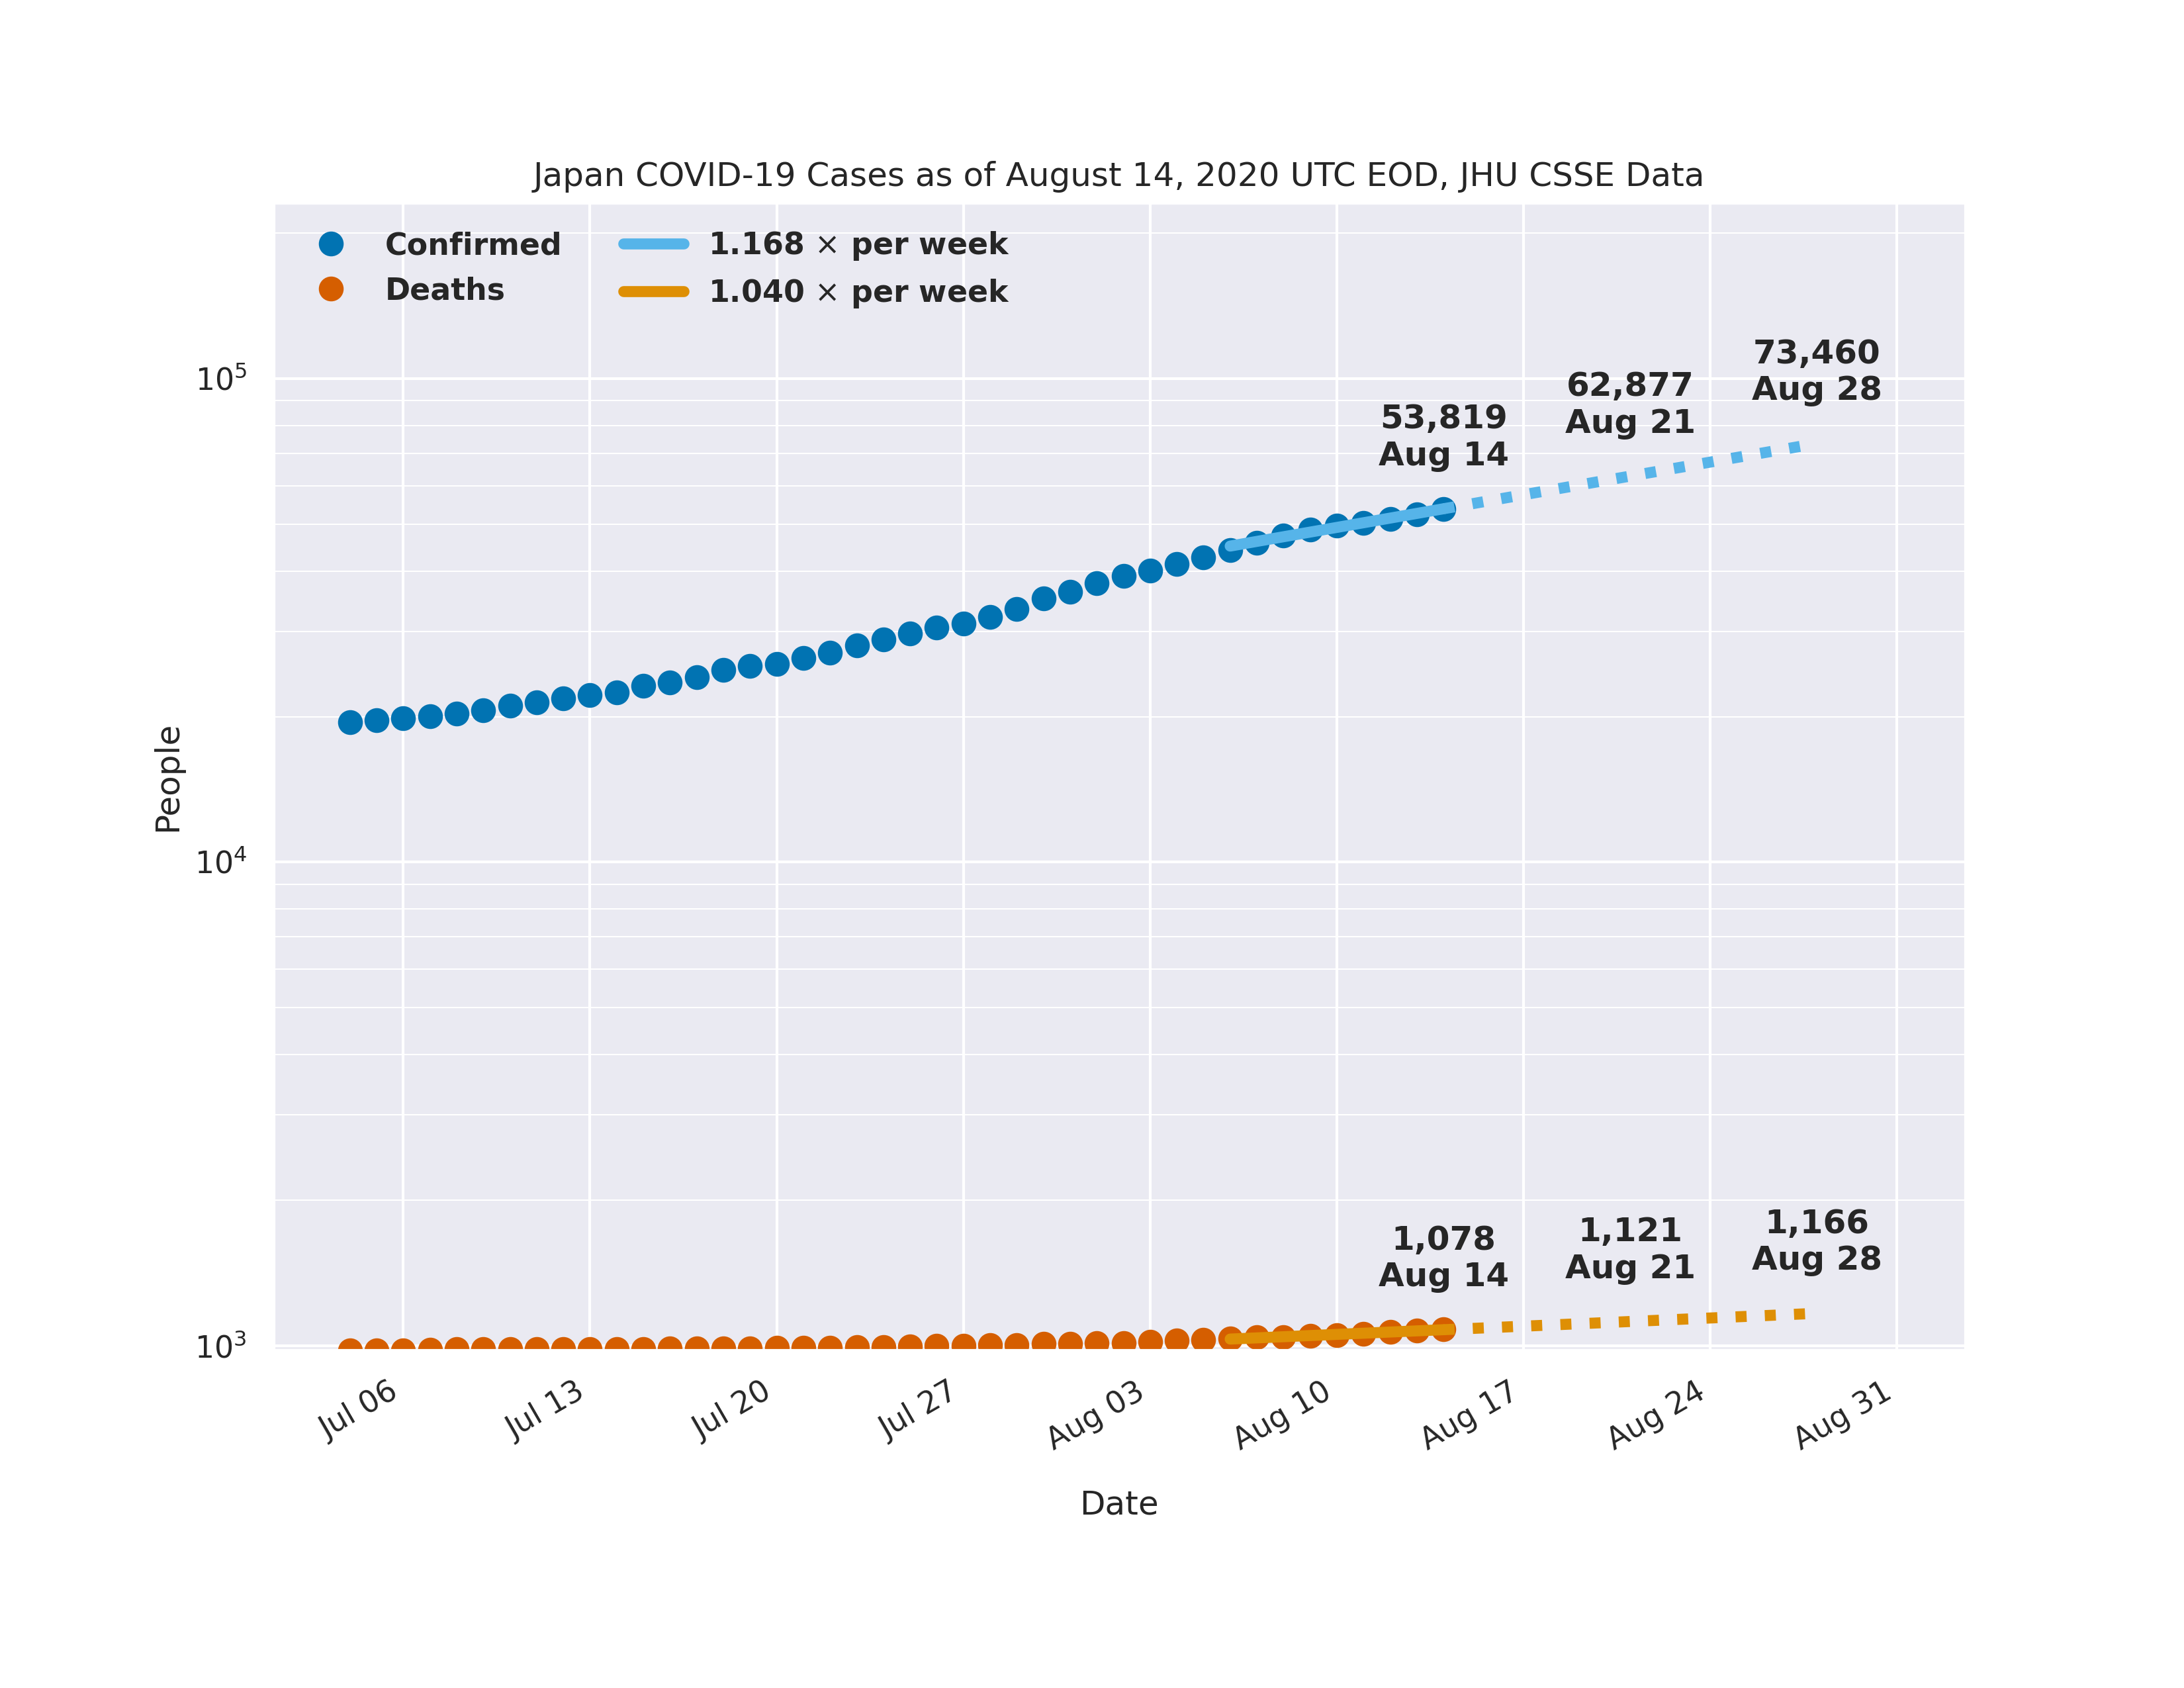 Japan COVID-19 Cases as of August 14, 2020 UTC EOD, JHU CSSE Data
Confirmed
Deaths
1.168 × per week
1.040 × per week
73,460
Aug 28
62,877
Aug 21
53,819
Aug 14
10⁵
10⁴
10³
People
1,078
Aug 14
1,121
Aug 21
1,166
Aug 28
Jul 06
Jul 13
Jul 20
Jul 27
Aug 03
Aug 10
Aug 17
Aug 24
Aug 31
Date